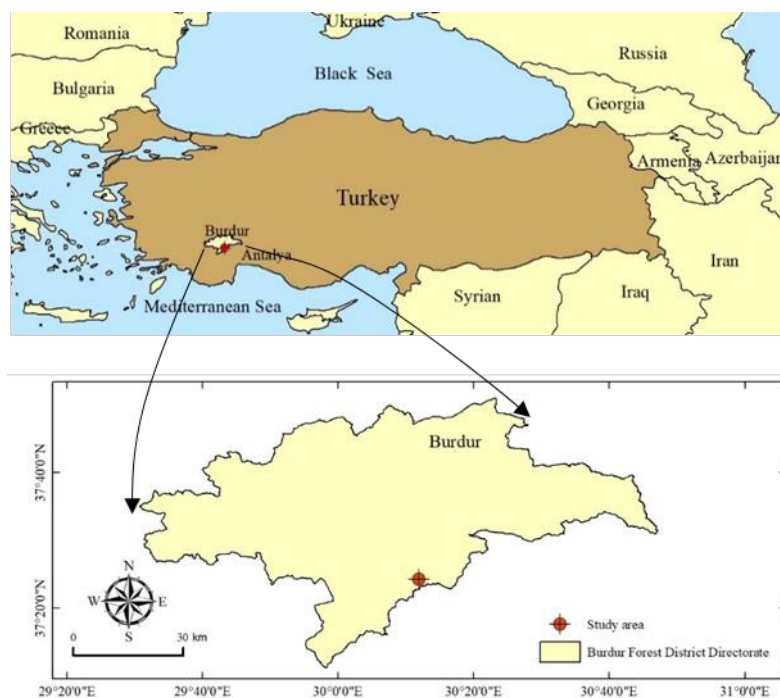 Ukraine
Romania
Russia
Black Sea
Bulgaria
Georgia
Greece
Armenia
Azerbaijan
Turkey
Burdur
Antalya
Iran
Mediterranean Sea
Syrian
Iraq
Burdur
37°40'0"N
37°20'0"N
N
W E
S
0 30 km
Study area
Burdur Forest District Directorate
29°20'0"E 29°40'0"E 30°0'0"E 30°20'0"E 30°40'0"E 31°0'0"E